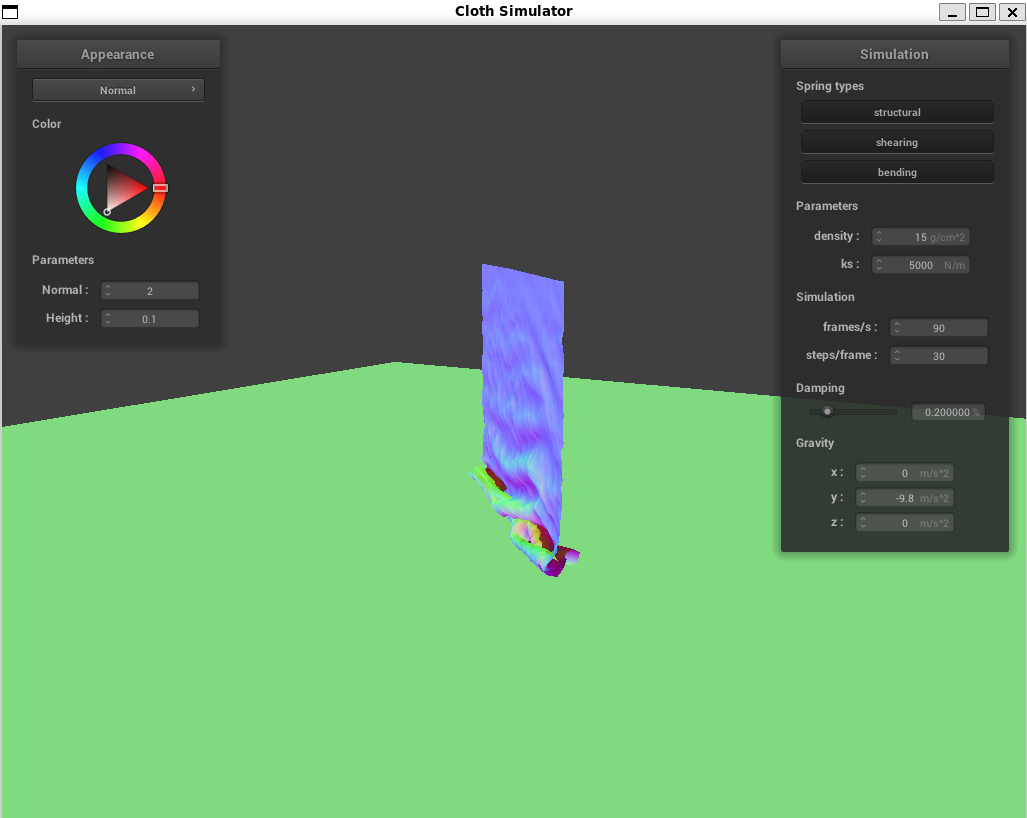 Cloth Simulator
Appearance
Normal
Color
Parameters
Normal : 2
Height : 0.1
Simulation
Spring types
structural
shearing
bending
Parameters
density : 15 g/cm^2
ks : 5000 N/m
Simulation
frames/s : 90
steps/frame : 30
Damping
0.200000 %
Gravity
x : 0 m/s^2
y : -9.8 m/s^2
z : 0 m/s^2